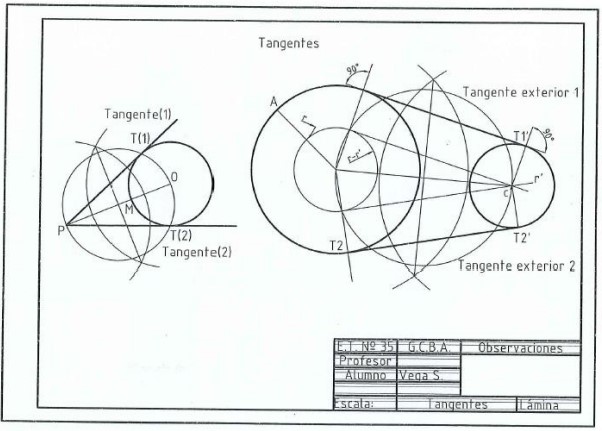 Tangentes
Tangente(1)
T(1)
O
M
P
T(2)
Tangente(2)
90°
A
r
r-r'
Tangente exterior 1
T1'
90°
r'
c
T2
T2'
Tangente exterior 2
E.T. Nº 35 G.C.B.A. Observaciones
Profesor
Alumno Vega S.
Escala: Tangentes Lámina